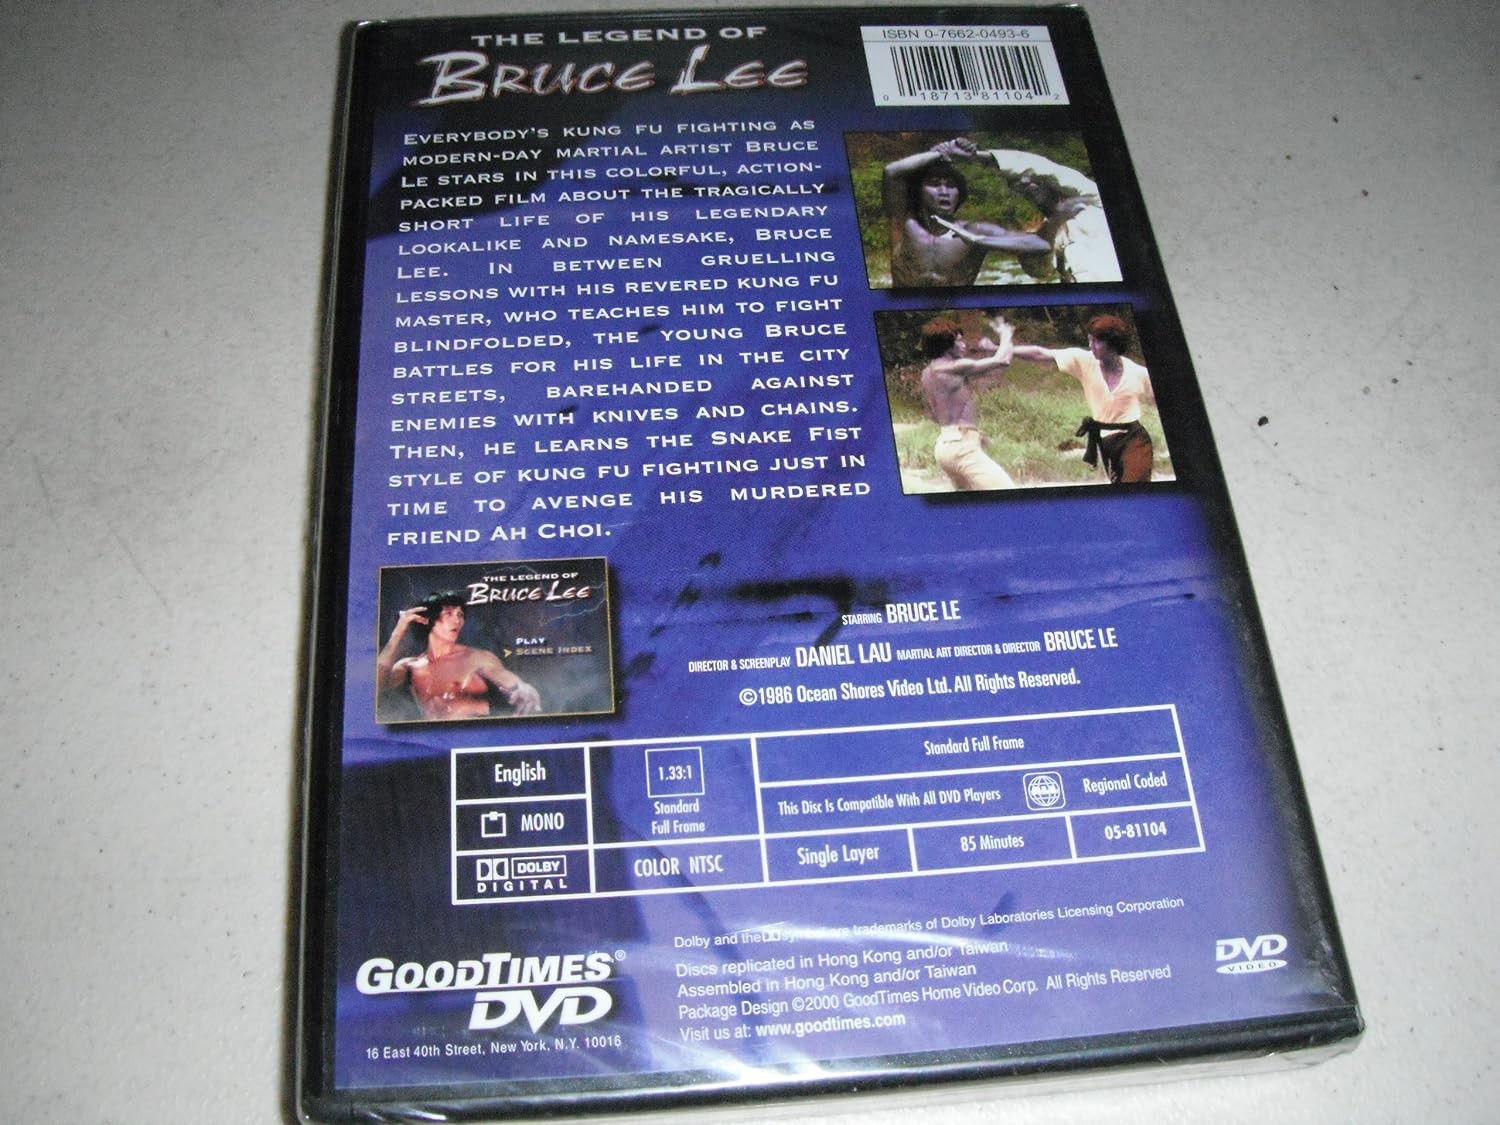 THE LEGEND OF
BRUCE LEE
ISBN 0-7662-0493-6
0 18713 81104 2
EVERYBODY'S KUNG FU FIGHTING AS
MODERN-DAY MARTIAL ARTIST BRUCE
LE STARS IN THIS COLORFUL, ACTION-
PACKED FILM ABOUT THE TRAGICALLY
SHORT LIFE OF HIS LEGENDARY
LOOKALIKE AND NAMESAKE, BRUCE
LEE. IN BETWEEN GRUELLING
LESSONS WITH HIS REVERED KUNG FU
MASTER, WHO TEACHES HIM TO FIGHT
BLINDFOLDED, THE YOUNG BRUCE
BATTLES FOR HIS LIFE IN THE CITY
STREETS, BAREHANDED AGAINST
ENEMIES WITH KNIVES AND CHAINS.
THEN, HE LEARNS THE SNAKE FIST
STYLE OF KUNG FU FIGHTING JUST IN
TIME TO AVENGE HIS MURDERED
FRIEND AH CHOI.
THE LEGEND OF
BRUCE LEE
PLAY
SCENE INDEX
STARRING BRUCE LE
DIRECTOR & SCREENPLAY DANIEL LAU MARTIAL ART DIRECTOR & DIRECTOR BRUCE LE
©1986 Ocean Shores Video Ltd. All Rights Reserved.
English
MONO
DOLBY
DIGITAL
1.33:1
Standard
Full Frame
COLOR NTSC
Standard Full Frame
This Disc Is Compatible With All DVD Players
ALL
Regional Coded
Single Layer
85 Minutes
05-81104
GOODTIMES®
DVD
16 East 40th Street, New York, N.Y. 10016
Dolby and the symbol are trademarks of Dolby Laboratories Licensing Corporation
Discs replicated in Hong Kong and/or Taiwan
Assembled in Hong Kong and/or Taiwan
Package Design ©2000 GoodTimes Home Video Corp. All Rights Reserved
Visit us at: www.goodtimes.com
DVD
VIDEO